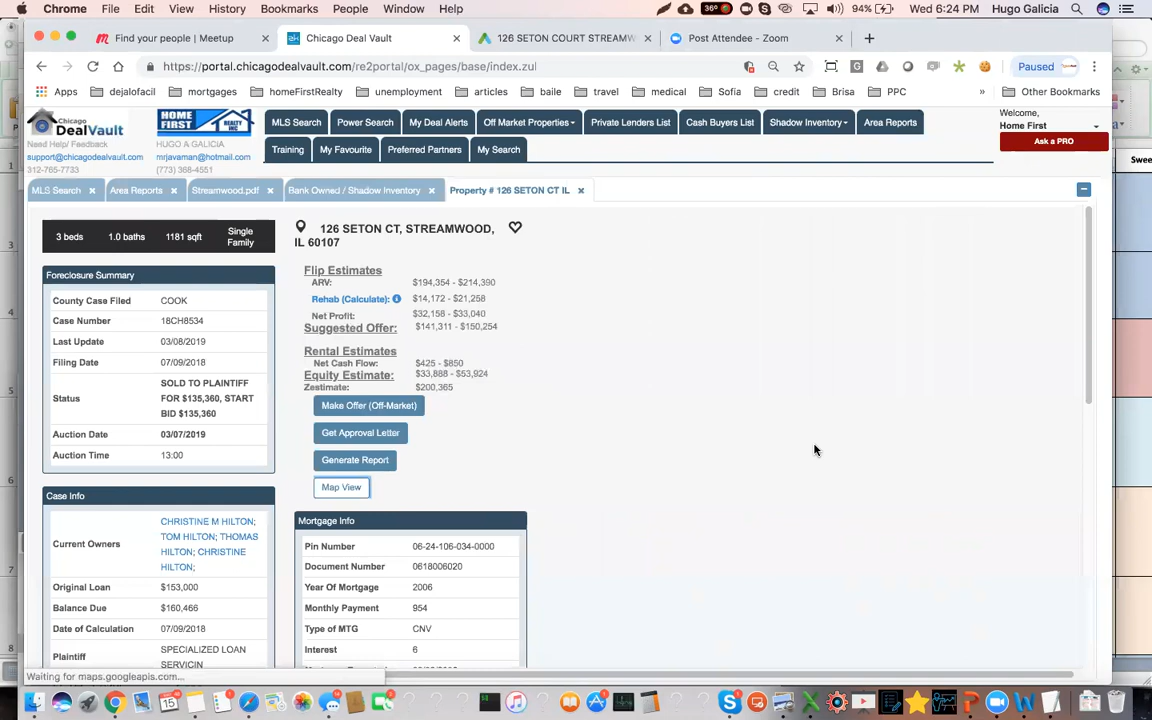 Chrome File Edit View History Bookmarks People Window Help 36° 94% Wed 6:24 PM Hugo Galicia
Find your people | Meetup
Chicago Deal Vault
126 SETON COURT STREAMW
Post Attendee - Zoom
https://portal.chicagodealvault.com/re2portal/ox_pages/base/index.zul
Paused
Apps dejalofacil mortgages homeFirstRealty unemployment articles baile travel medical Sofia credit Brisa PPC » Other Bookmarks
Chicago
DealVault
Need Help/ Feedback
support@chicagodealvault.com
312-765-7733
HOME FIRST
REALTY INC
HUGO A GALICIA
mrjavaman@hotmail.com
(773) 368-4551
MLS Search Power Search My Deal Alerts Off Market Properties Private Lenders List Cash Buyers List Shadow Inventory Area Reports
Training My Favourite Preferred Partners My Search
Welcome,
Home First
Ask a PRO
MLS Search Area Reports Streamwood.pdf Bank Owned / Shadow Inventory Property # 126 SETON CT IL
3 beds 1.0 baths 1181 sqft Single
Family
Foreclosure Summary
County Case Filed COOK
Case Number 18CH8534
Last Update 03/08/2019
Filing Date 07/09/2018
Status SOLD TO PLAINTIFF
FOR $135,360, START
BID $135,360
Auction Date 03/07/2019
Auction Time 13:00
Case Info
Current Owners CHRISTINE M HILTON;
TOM HILTON; THOMAS
HILTON; CHRISTINE
HILTON;
Original Loan $153,000
Balance Due $160,466
Date of Calculation 07/09/2018
Plaintiff SPECIALIZED LOAN
SERVICIN
126 SETON CT, STREAMWOOD,
IL 60107
Flip Estimates
ARV: $194,354 - $214,390
Rehab (Calculate): $14,172 - $21,258
Net Profit: $32,158 - $33,040
Suggested Offer: $141,311 - $150,254
Rental Estimates
Net Cash Flow: $425 - $850
Equity Estimate: $33,888 - $53,924
Zestimate: $200,365
Make Offer (Off-Market)
Get Approval Letter
Generate Report
Map View
Mortgage Info
Pin Number 06-24-106-034-0000
Document Number 0618006020
Year Of Mortgage 2006
Monthly Payment 954
Type of MTG CNV
Interest 6
Waiting for maps.googleapis.com...
1
3
4
5
6
7
8
Swee